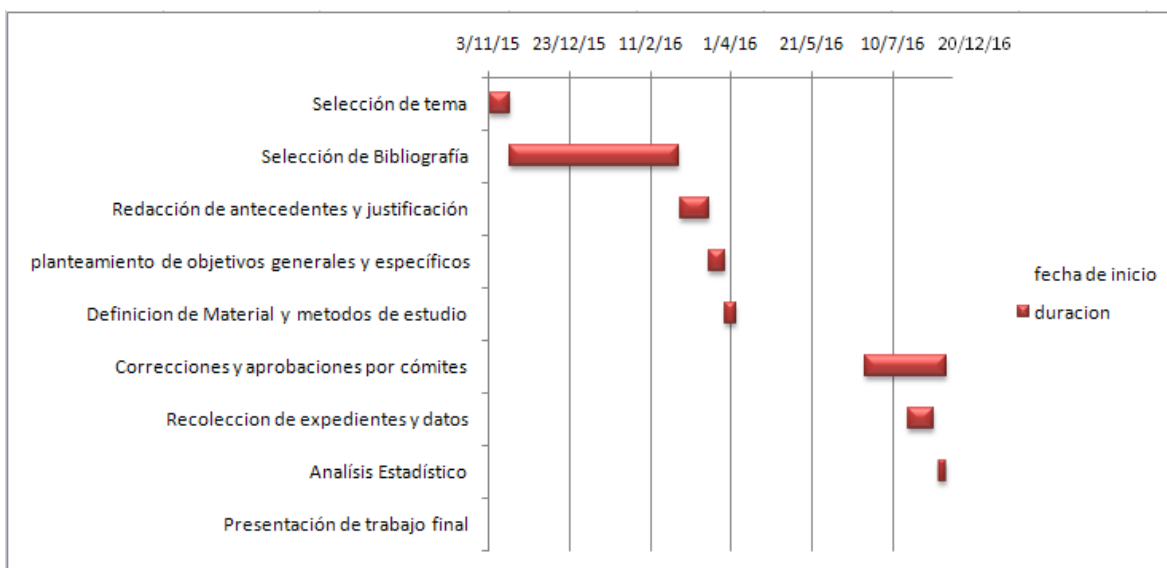 3/11/15 23/12/15 11/2/16 1/4/16 21/5/16 10/7/16 20/12/16
Selección de tema
Selección de Bibliografía
Redacción de antecedentes y justificación
planteamiento de objetivos generales y específicos
Definicion de Material y metodos de estudio
Correcciones y aprobaciones por cómites
Recoleccion de expedientes y datos
Analísis Estadístico
Presentación de trabajo final
fecha de inicio
duracion